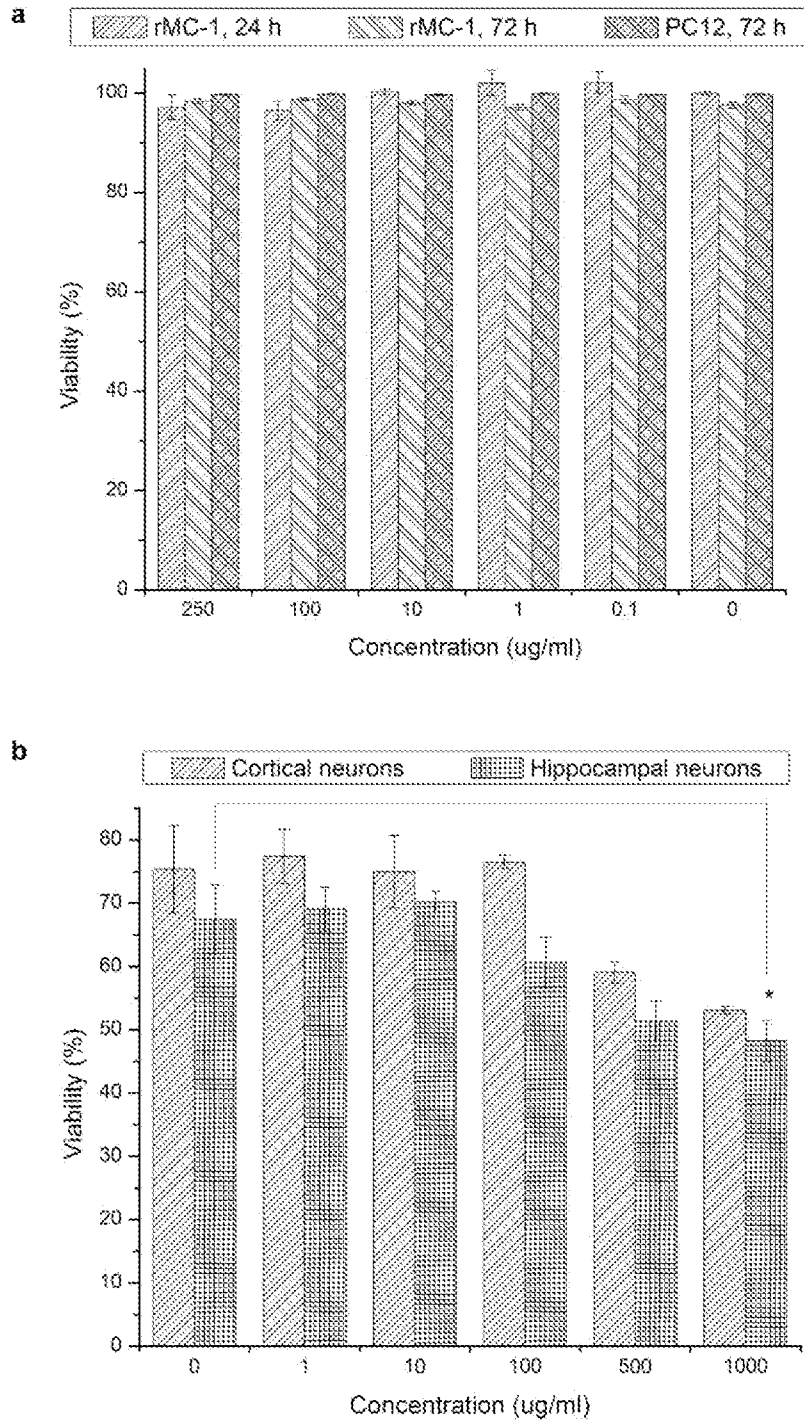 a
rMC-1, 24 h rMC-1, 72 h PC12, 72 h
100
80
60
40
20
0
Viability (%)
250 100 10 1 0.1 0
Concentration (ug/ml)
b
Cortical neurons Hippocampal neurons
80
70
60
50
40
30
20
10
0
Viability (%)
*
0 1 10 100 500 1000
Concentration (ug/ml)